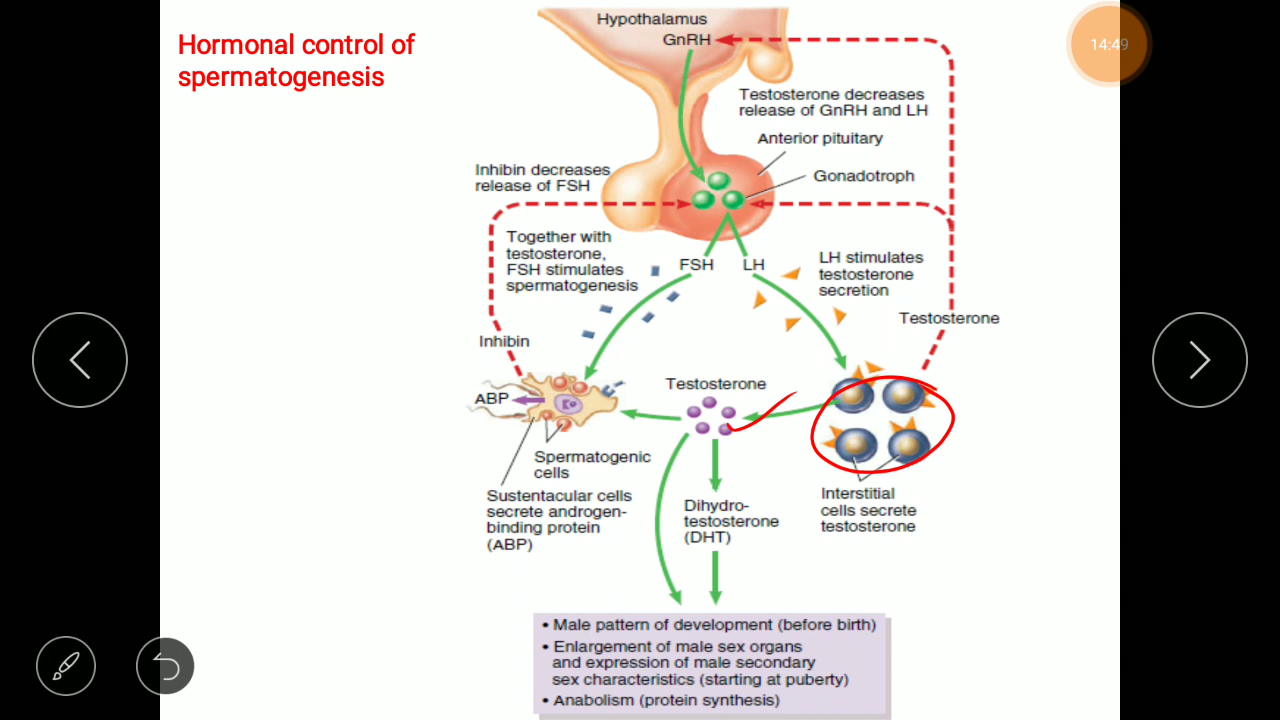 Hormonal control of
spermatogenesis
14:49
Hypothalamus
GnRH
Testosterone decreases
release of GnRH and LH
Anterior pituitary
Inhibin decreases
release of FSH
Gonadotroph
Together with
testosterone,
FSH stimulates
spermatogenesis
FSH
LH
LH stimulates
testosterone
secretion
Testosterone
Inhibin
Testosterone
ABP
Spermatogenic
cells
Sustentacular cells
secrete androgen-
binding protein
(ABP)
Dihydro-
testosterone
(DHT)
Interstitial
cells secrete
testosterone
• Male pattern of development (before birth)
• Enlargement of male sex organs
and expression of male secondary
sex characteristics (starting at puberty)
• Anabolism (protein synthesis)